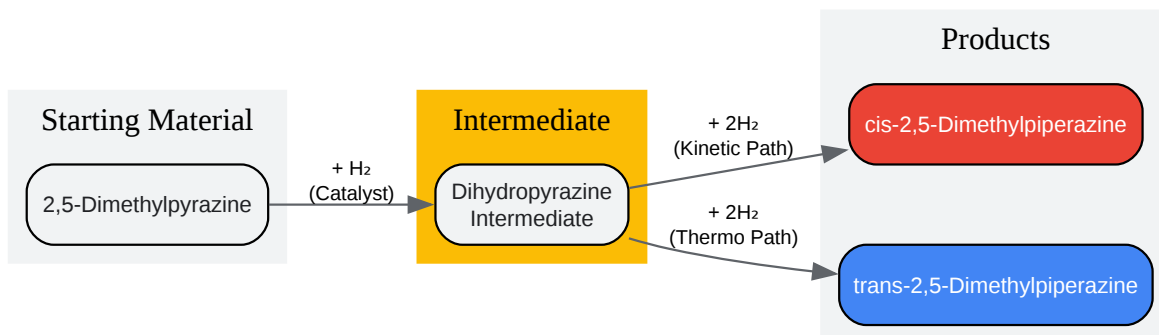 Starting Material
2,5-Dimethylpyrazine
+ H₂
(Catalyst)
Intermediate
Dihydropyrazine
Intermediate
+ 2H₂
(Kinetic Path)
+ 2H₂
(Thermo Path)
Products
cis-2,5-Dimethylpiperazine
trans-2,5-Dimethylpiperazine